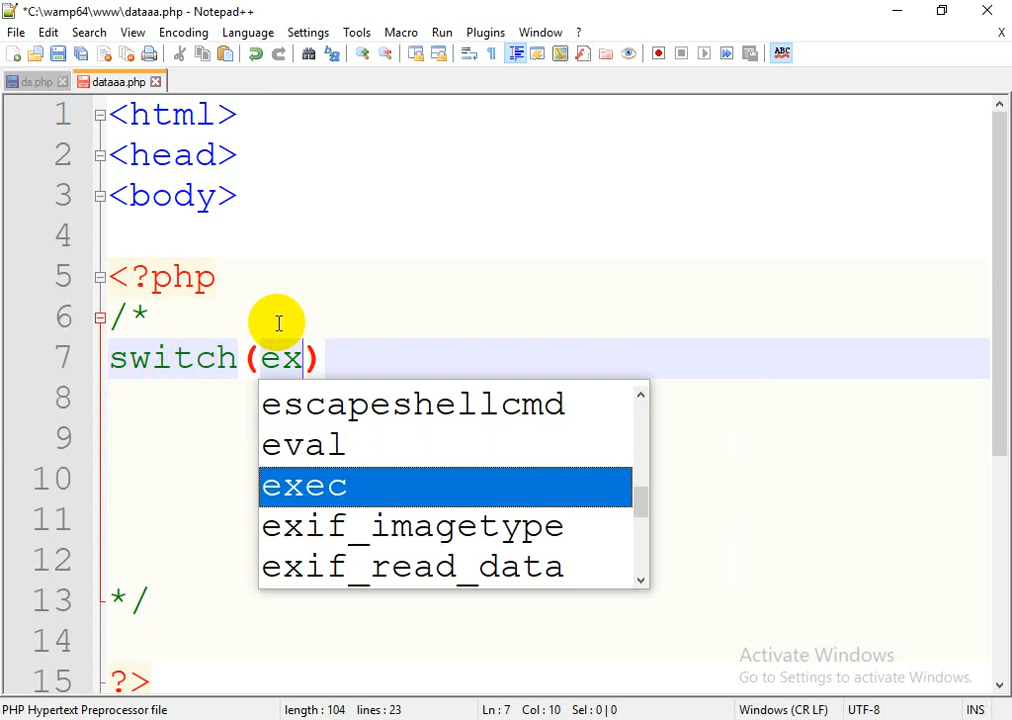 *C:\wamp64\www\dataaa.php - Notepad++
File Edit Search View Encoding Language Settings Tools Macro Run Plugins Window ? X
ABC
ds.php dataaa.php
1 <html>
2 <head>
3 <body>
4
5 <?php
6 /*
7 switch(ex)
8
9
10
11
12
13 */
14
15 ?>
escapeshellcmd
eval
exec
exif_imagetype
exif_read_data
Activate Windows
Go to Settings to activate Windows.
PHP Hypertext Preprocessor file length : 104 lines : 23 Ln : 7 Col : 10 Sel : 0 | 0 Windows (CR LF) UTF-8 INS